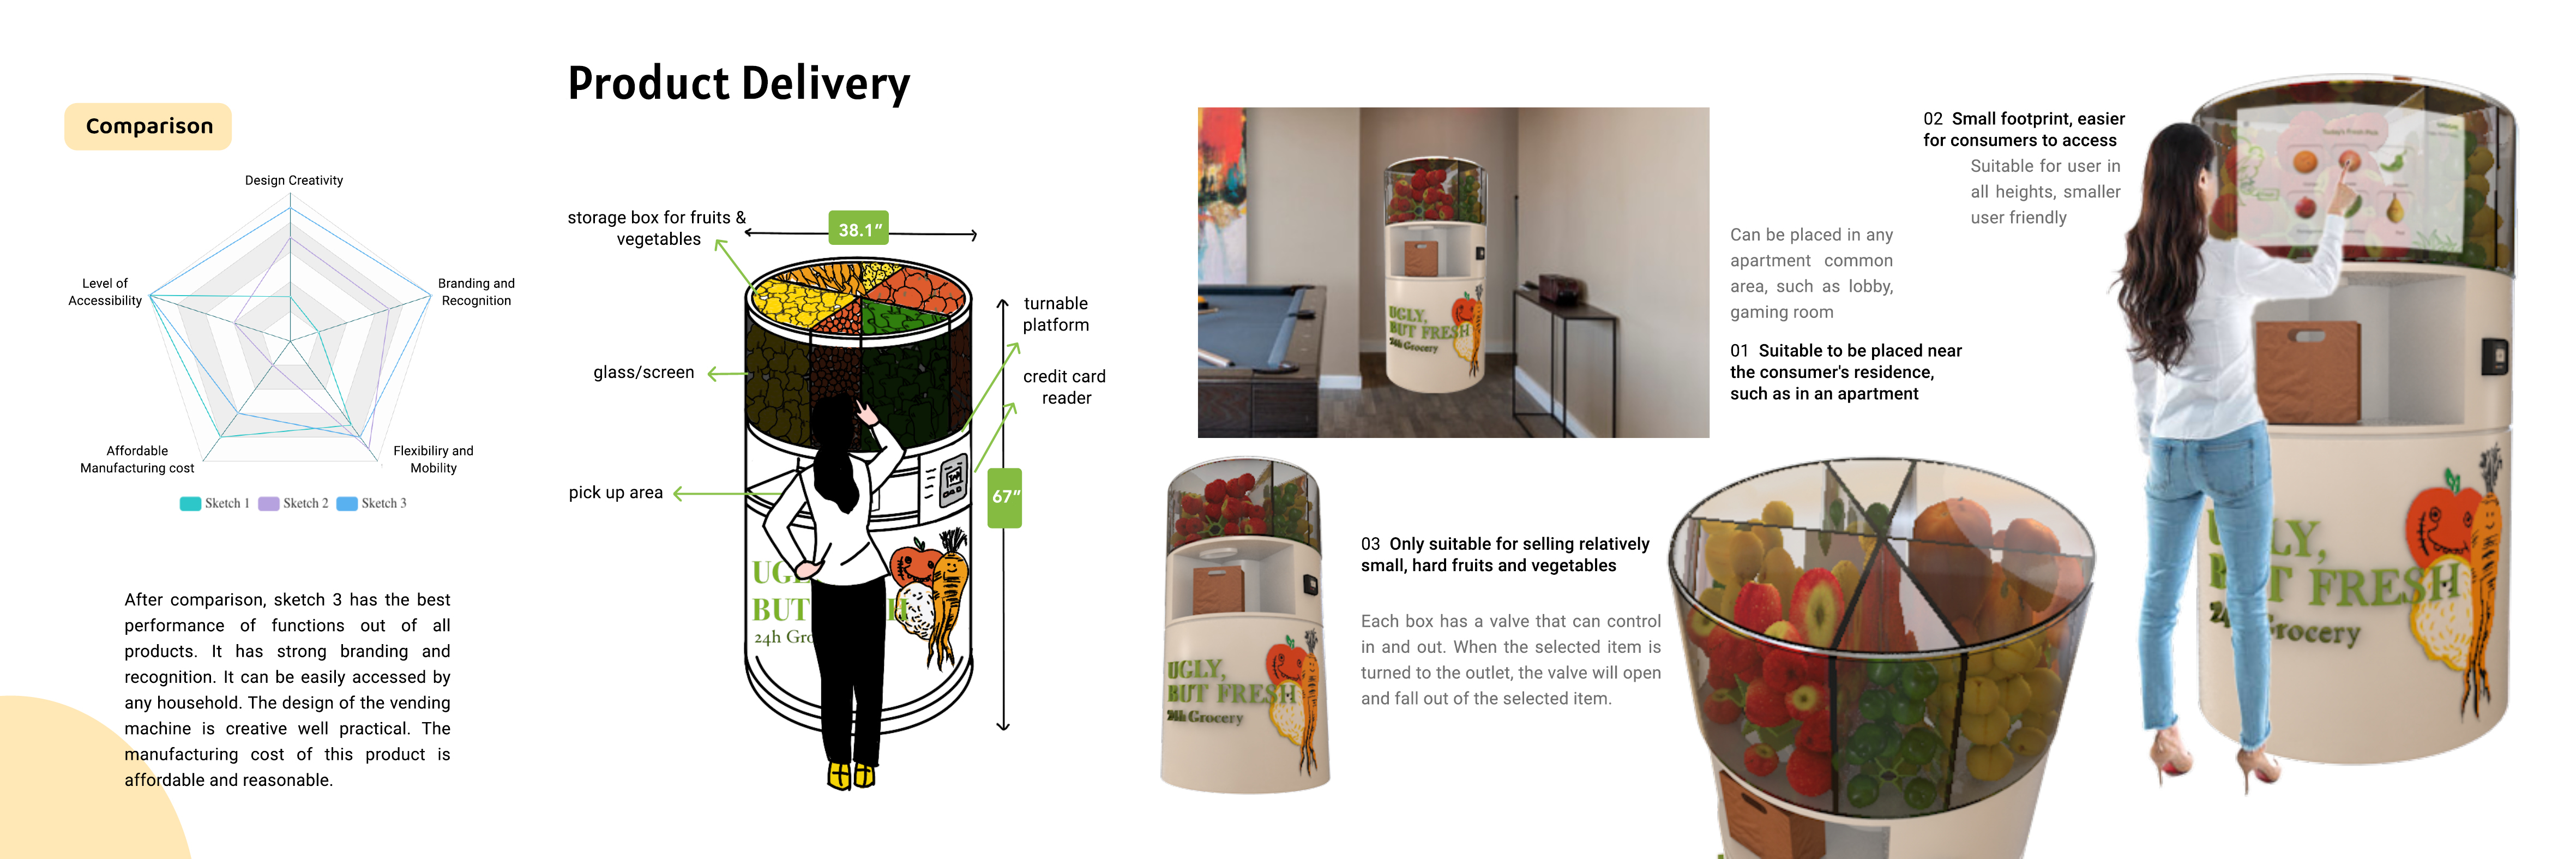 Product Delivery
Comparison
Design Creativity
Level of
Accessibility
Branding and
Recognition
Affordable
Manufacturing cost
Flexibiliry and
Mobility
Sketch 1
Sketch 2
Sketch 3
After comparison, sketch 3 has the best
performance of functions out of all
products. It has strong branding and
recognition. It can be easily accessed by
any household. The design of the vending
machine is creative well practical. The
manufacturing cost of this product is
affordable and reasonable.
storage box for fruits &
vegetables
38.1"
glass/screen
pick up area
turnable
platform
credit card
reader
67"
BUT
24h Gro
UGLY,
BUT FRESH
24h Grocery
Can be placed in any
apartment common
area, such as lobby,
gaming room
01 Suitable to be placed near
the consumer's residence,
such as in an apartment
02 Small footprint, easier
for consumers to access
Suitable for user in
all heights, smaller
user friendly
Today's Fresh Pick
UGLY,
BUT FRESH
24h Grocery
03 Only suitable for selling relatively
small, hard fruits and vegetables
Each box has a valve that can control
in and out. When the selected item is
turned to the outlet, the valve will open
and fall out of the selected item.
BUT FRESH
Grocery